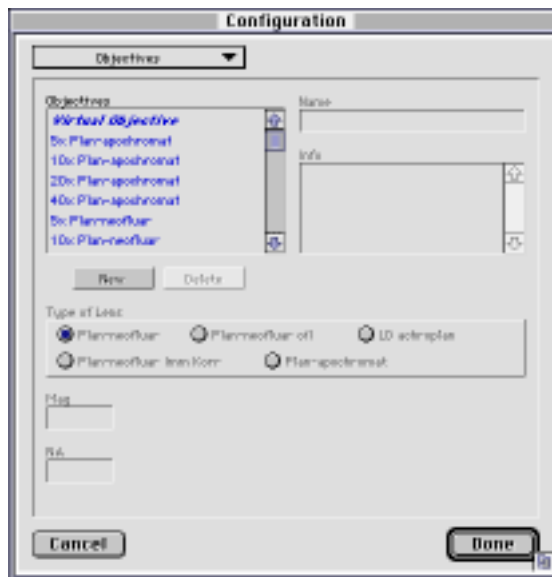 Configuration
Objectives
Objectives
Virtual Objective
5x Plan-apochromat
10x Plan-apochromat
20x Plan-apochromat
40x Plan-apochromat
5x Plan-neofluar
10x Plan-neofluar
Name
Info
New
Delete
Type of Lens
Plan-neofluar
Plan-neofluar oil
LD achroplan
Plan-neofluar Imm Korr
Plan-apochromat
Mag
NA
Cancel
Done